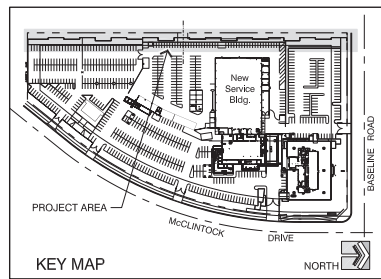 New
Service
Bldg.
PROJECT AREA
McCLINTOCK DRIVE
BASELINE ROAD
KEY MAP
NORTH